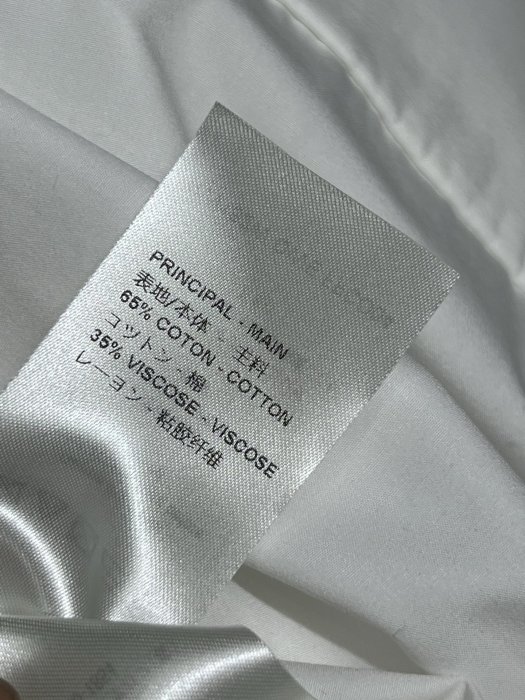 PRINCIPAL - MAIN
表地/本体 - 主料
65% COTON - COTTON
コットン - 棉
35% VISCOSE - VISCOSE
レーヨン - 粘胶纤维